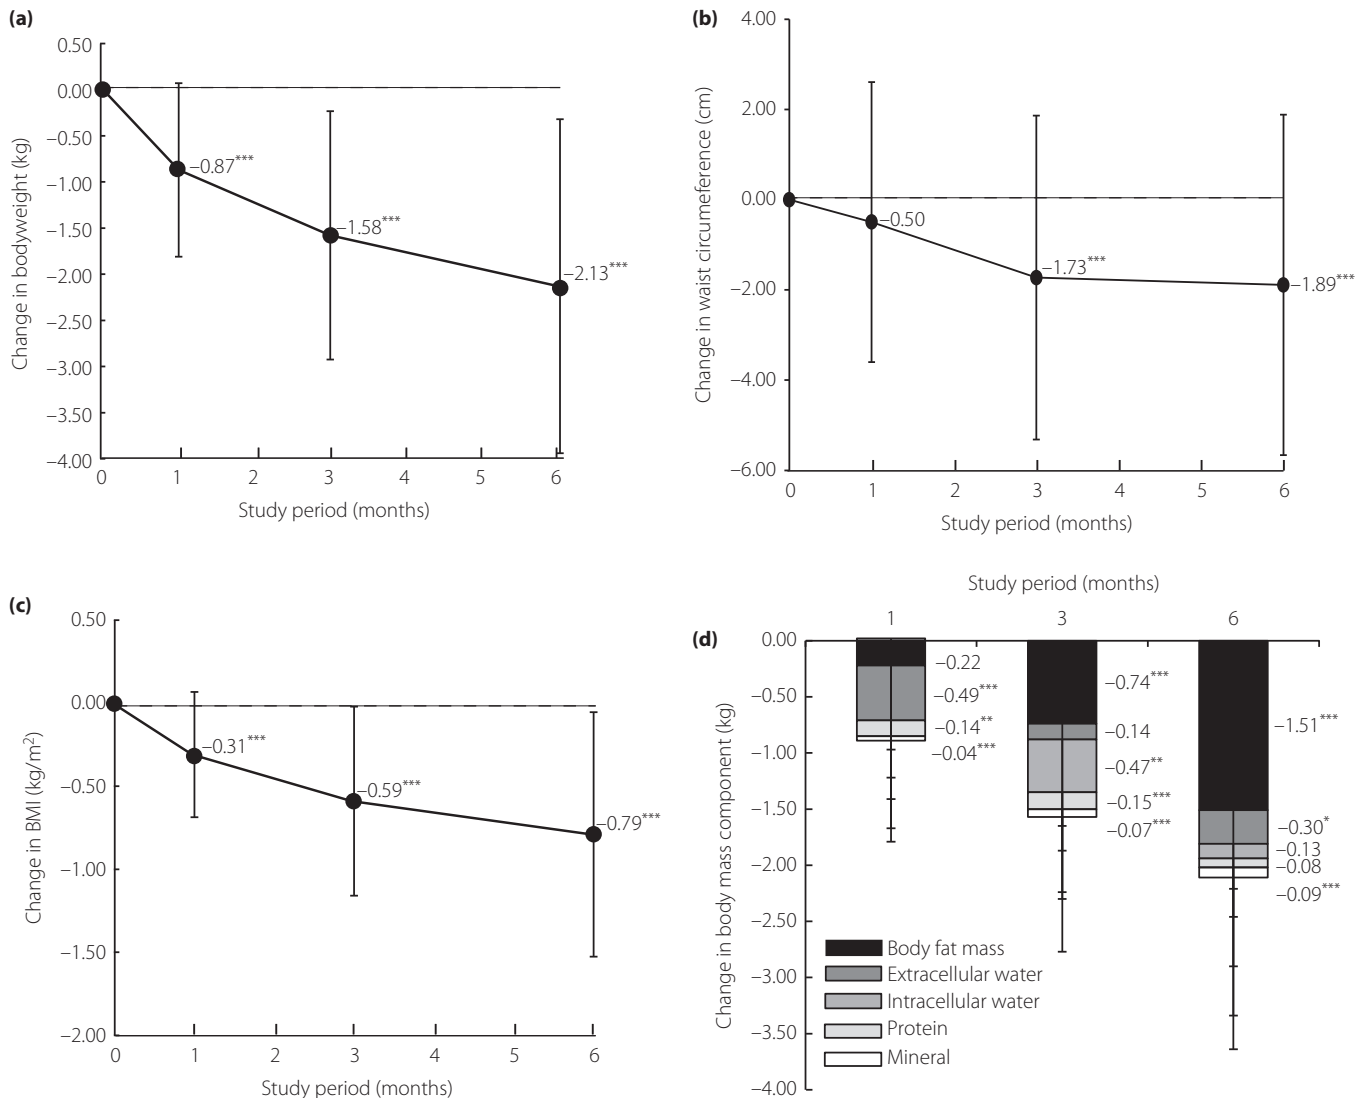 (a)
0.50
0.00
−0.50
−1.00
−1.50
−2.00
−2.50
−3.00
−3.50
−4.00
Change in bodyweight (kg)
−0.87***
−1.58***
−2.13***
0 1 2 3 4 5 6
Study period (months)
(b)
4.00
2.00
0.00
−2.00
−4.00
−6.00
Change in waist circumeference (cm)
−0.50
−1.73***
−1.89***
0 1 2 3 4 5 6
Study period (months)
(c)
0.50
0.00
−0.50
−1.00
−1.50
−2.00
Change in BMI (kg/m²)
−0.31***
−0.59***
−0.79***
0 1 2 3 4 5 6
Study period (months)
(d)
Study period (months)
1 3 6
0.00
−0.50
−1.00
−1.50
−2.00
−2.50
−3.00
−3.50
−4.00
Change in body mass component (kg)
−0.22
−0.49***
−0.14**
−0.04***
−0.74***
−0.14
−0.47**
−0.15***
−0.07***
−1.51***
−0.30*
−0.13
−0.08
−0.09***
Body fat mass
Extracellular water
Intracellular water
Protein
Mineral